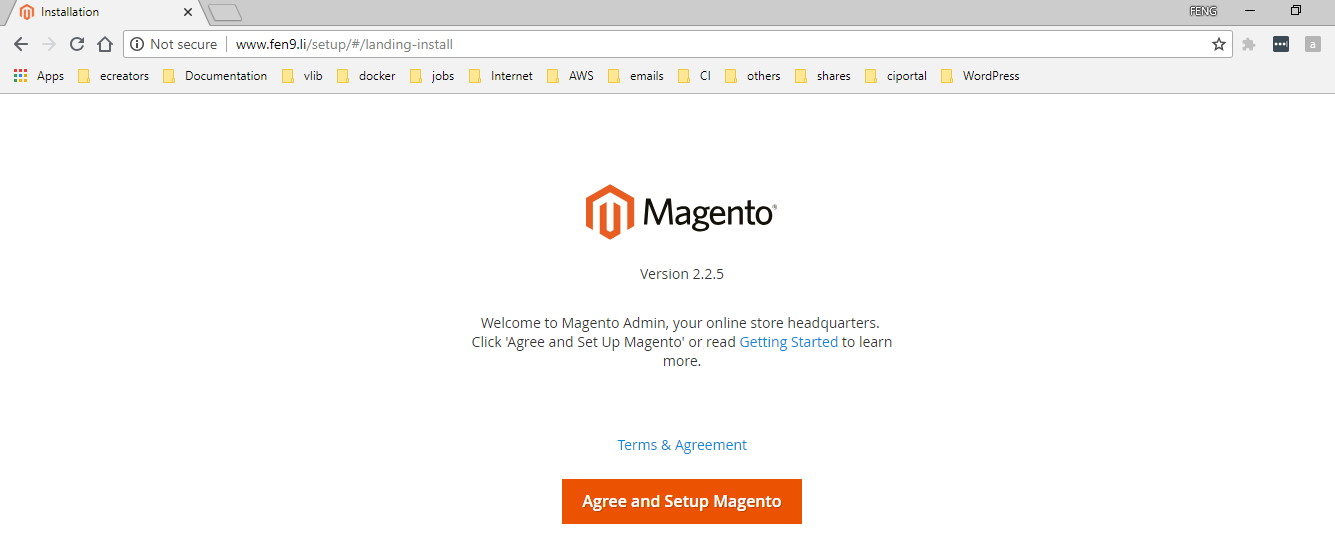 Installation
FENG
Not secure www.fen9.li/setup/#/landing-install
a
Apps ecreators Documentation vlib docker jobs Internet AWS emails CI others shares ciportal WordPress
Magento®
Version 2.2.5
Welcome to Magento Admin, your online store headquarters.
Click 'Agree and Set Up Magento' or read Getting Started to learn
more.
Terms & Agreement
Agree and Setup Magento